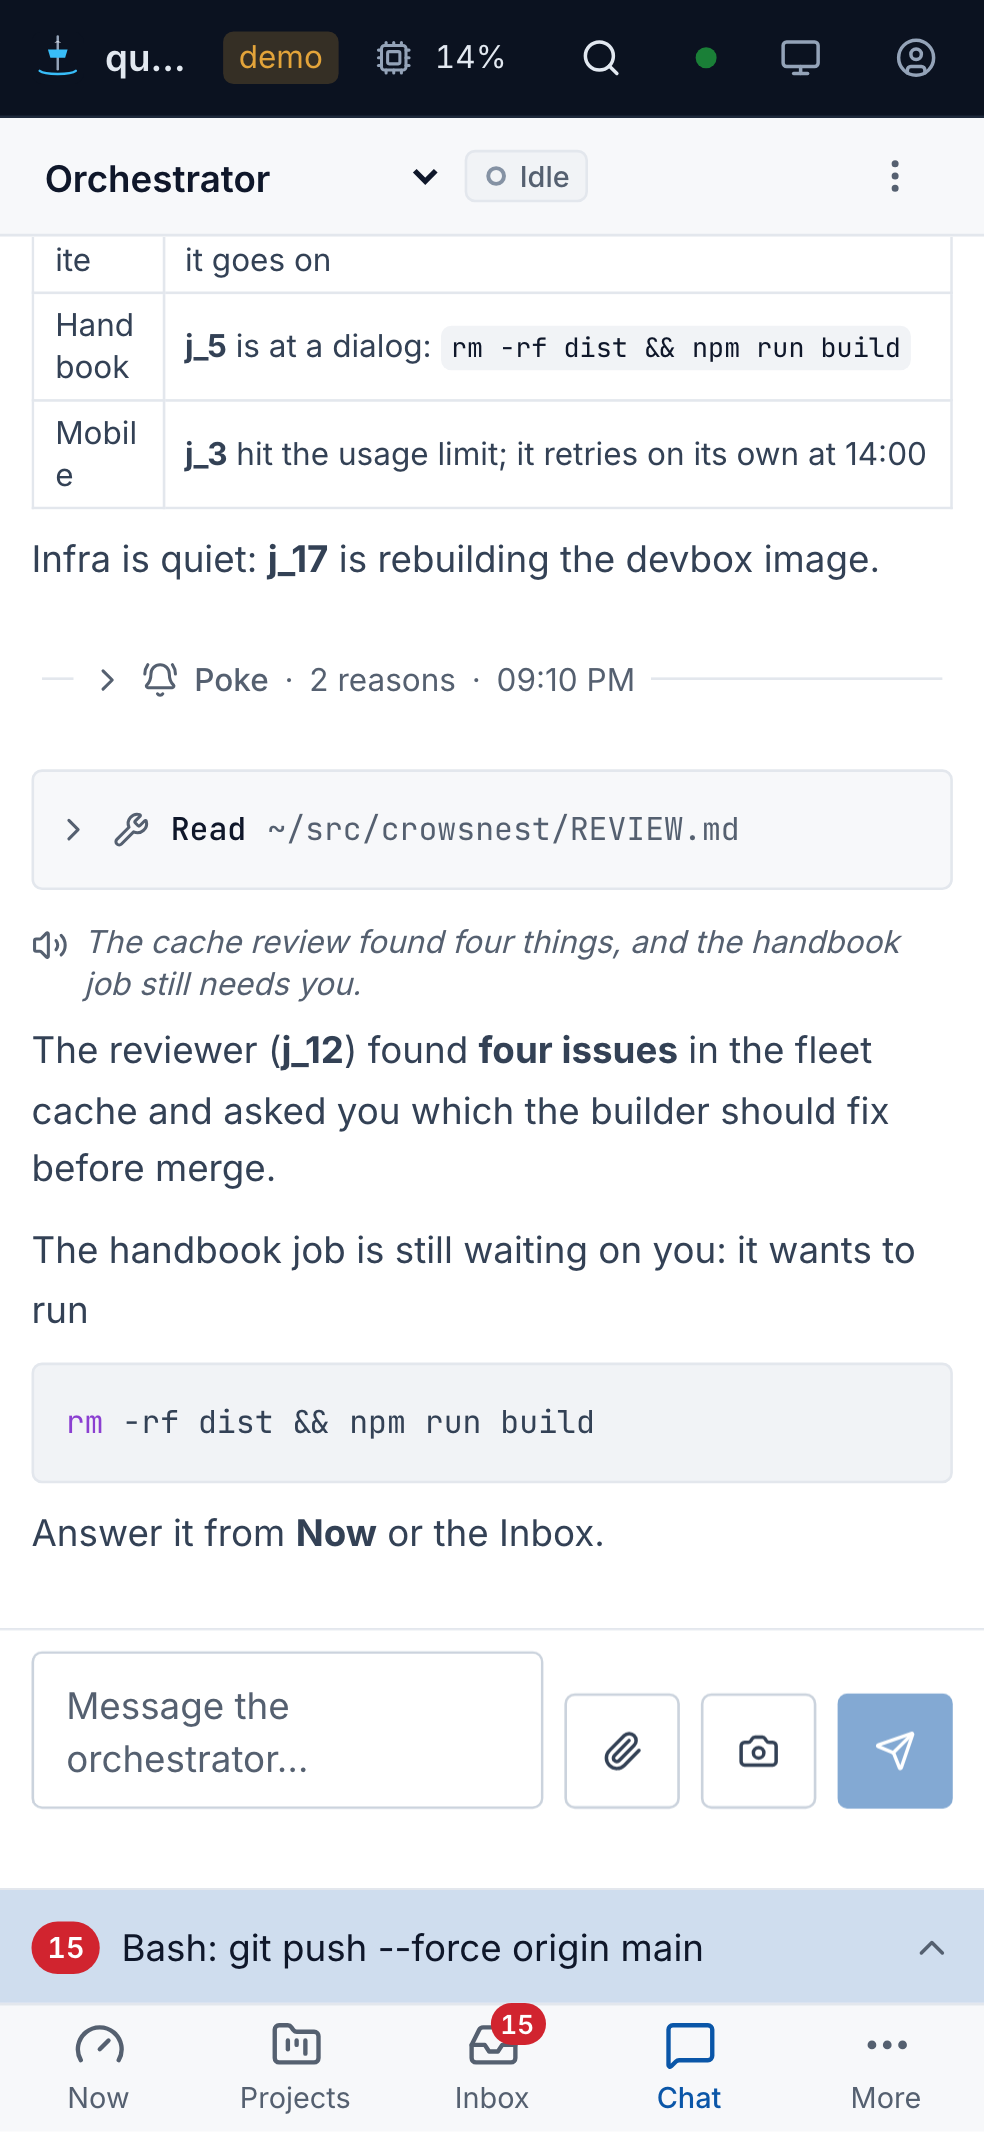 qu...
demo
14%
Orchestrator
Idle
ite
it goes on
Hand
book
j_5 is at a dialog: rm -rf dist && npm run build
Mobil
e
j_3 hit the usage limit; it retries on its own at 14:00
Infra is quiet: j_17 is rebuilding the devbox image.
Poke · 2 reasons · 09:10 PM
Read ~/src/crowsnest/REVIEW.md
The cache review found four things, and the handbook
job still needs you.
The reviewer (j_12) found four issues in the fleet
cache and asked you which the builder should fix
before merge.
The handbook job is still waiting on you: it wants to
run
rm -rf dist && npm run build
Answer it from Now or the Inbox.
Message the
orchestrator...
15 Bash: git push --force origin main
15
Now
Projects
Inbox
Chat
More